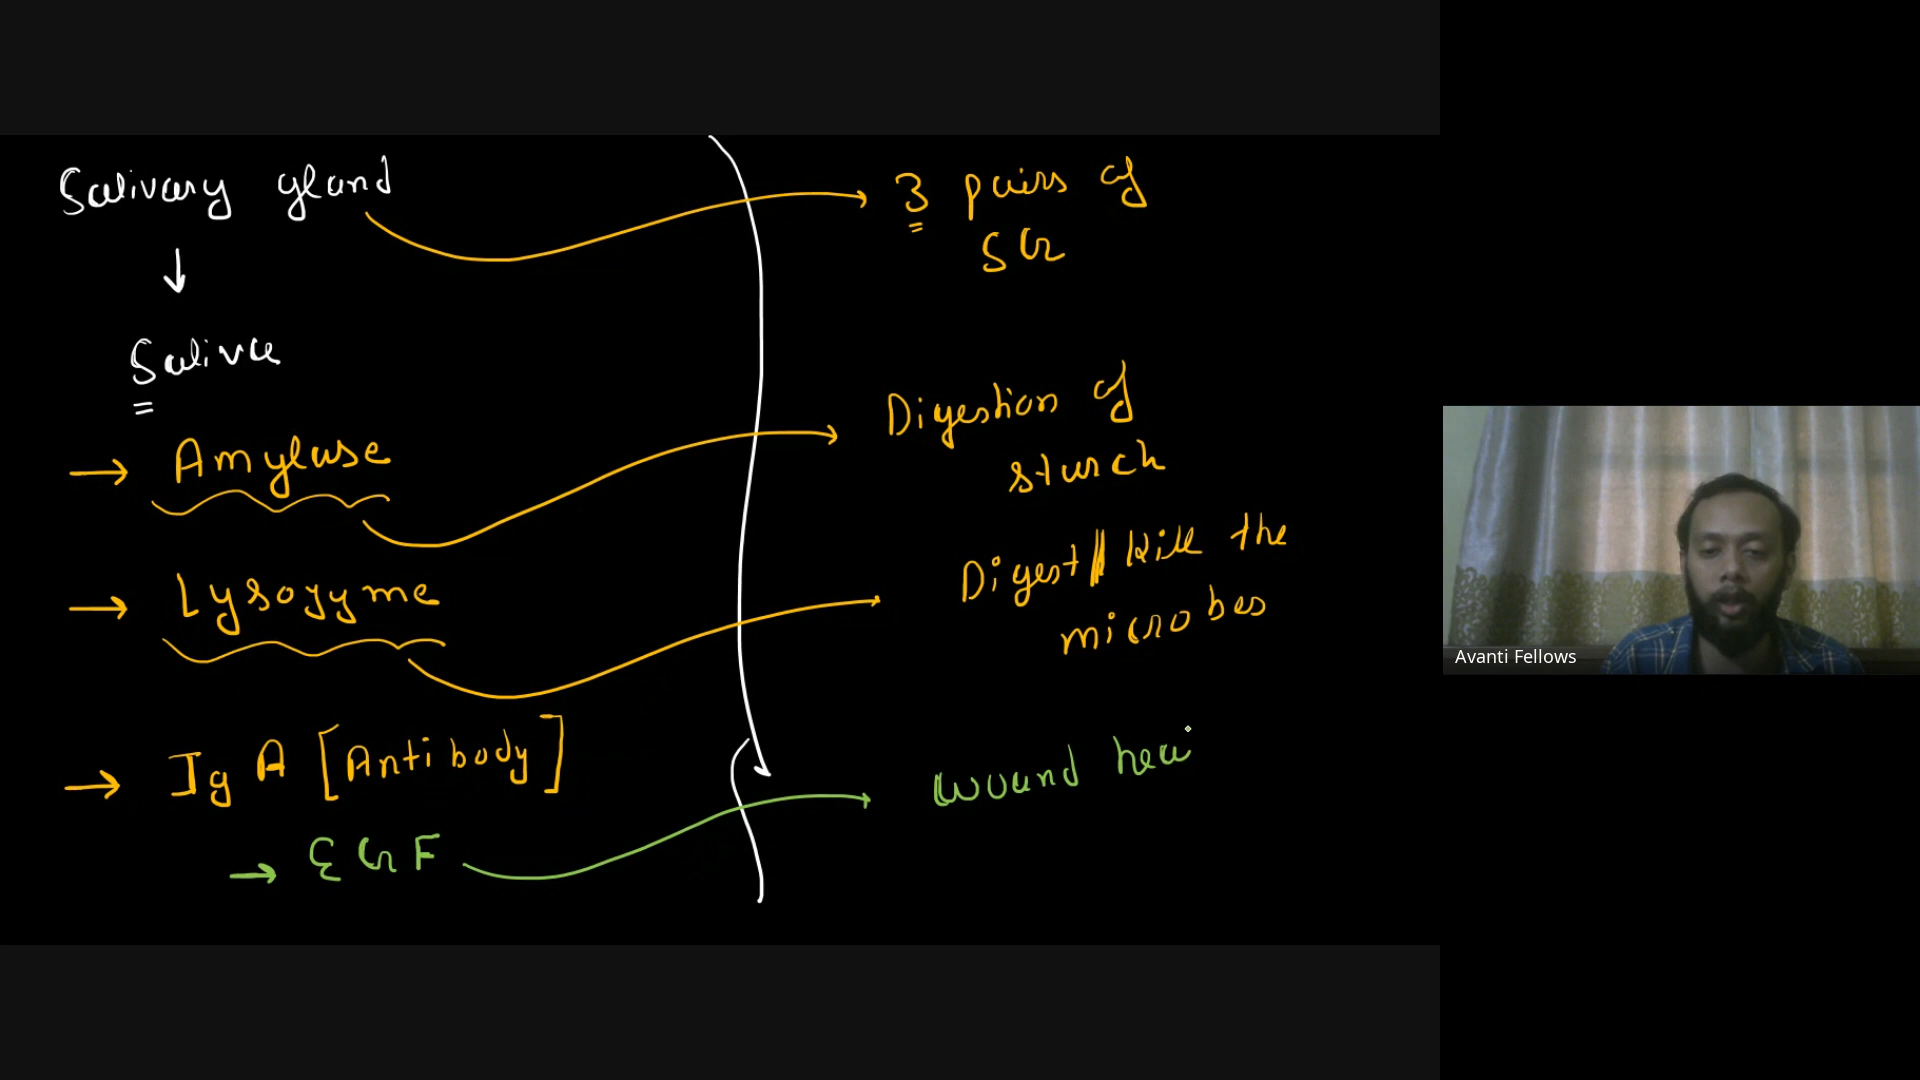 Salivary gland
↓
Saliva
→ Amylase
→ Lysozyme
→ IgA [Antibody]
→ EGF
3 pairs of
SG
Digestion of
starch
Digest / kill the
microbes
wound hea
Avanti Fellows